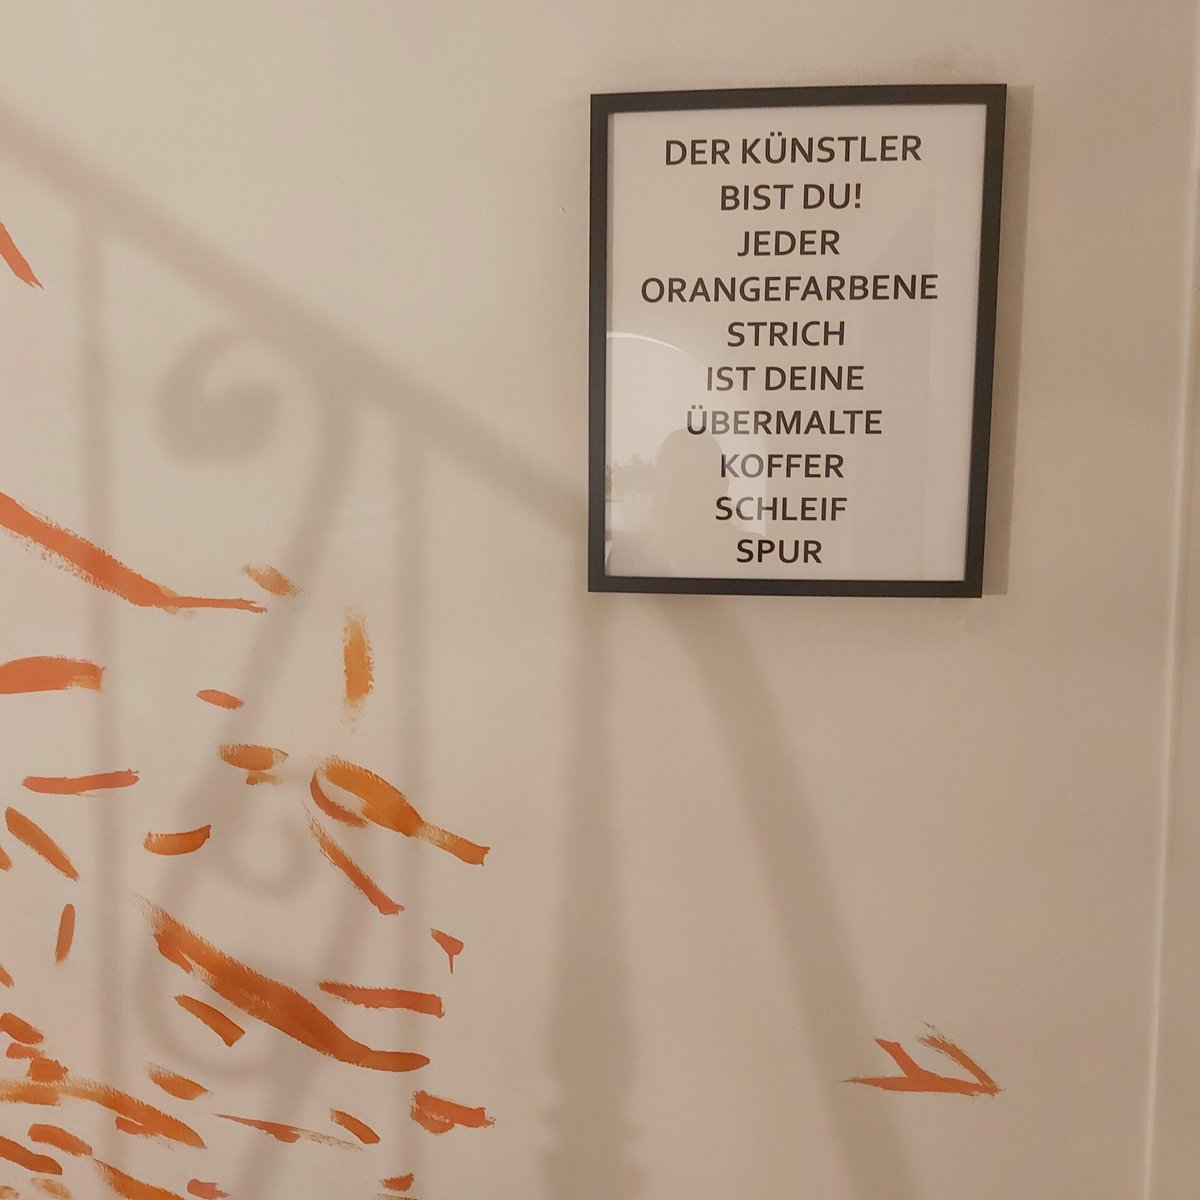 DER KÜNSTLER
BIST DU!
JEDER
ORANGEFARBENE
STRICH
IST DEINE
ÜBERMALTE
KOFFER
SCHLEIF
SPUR